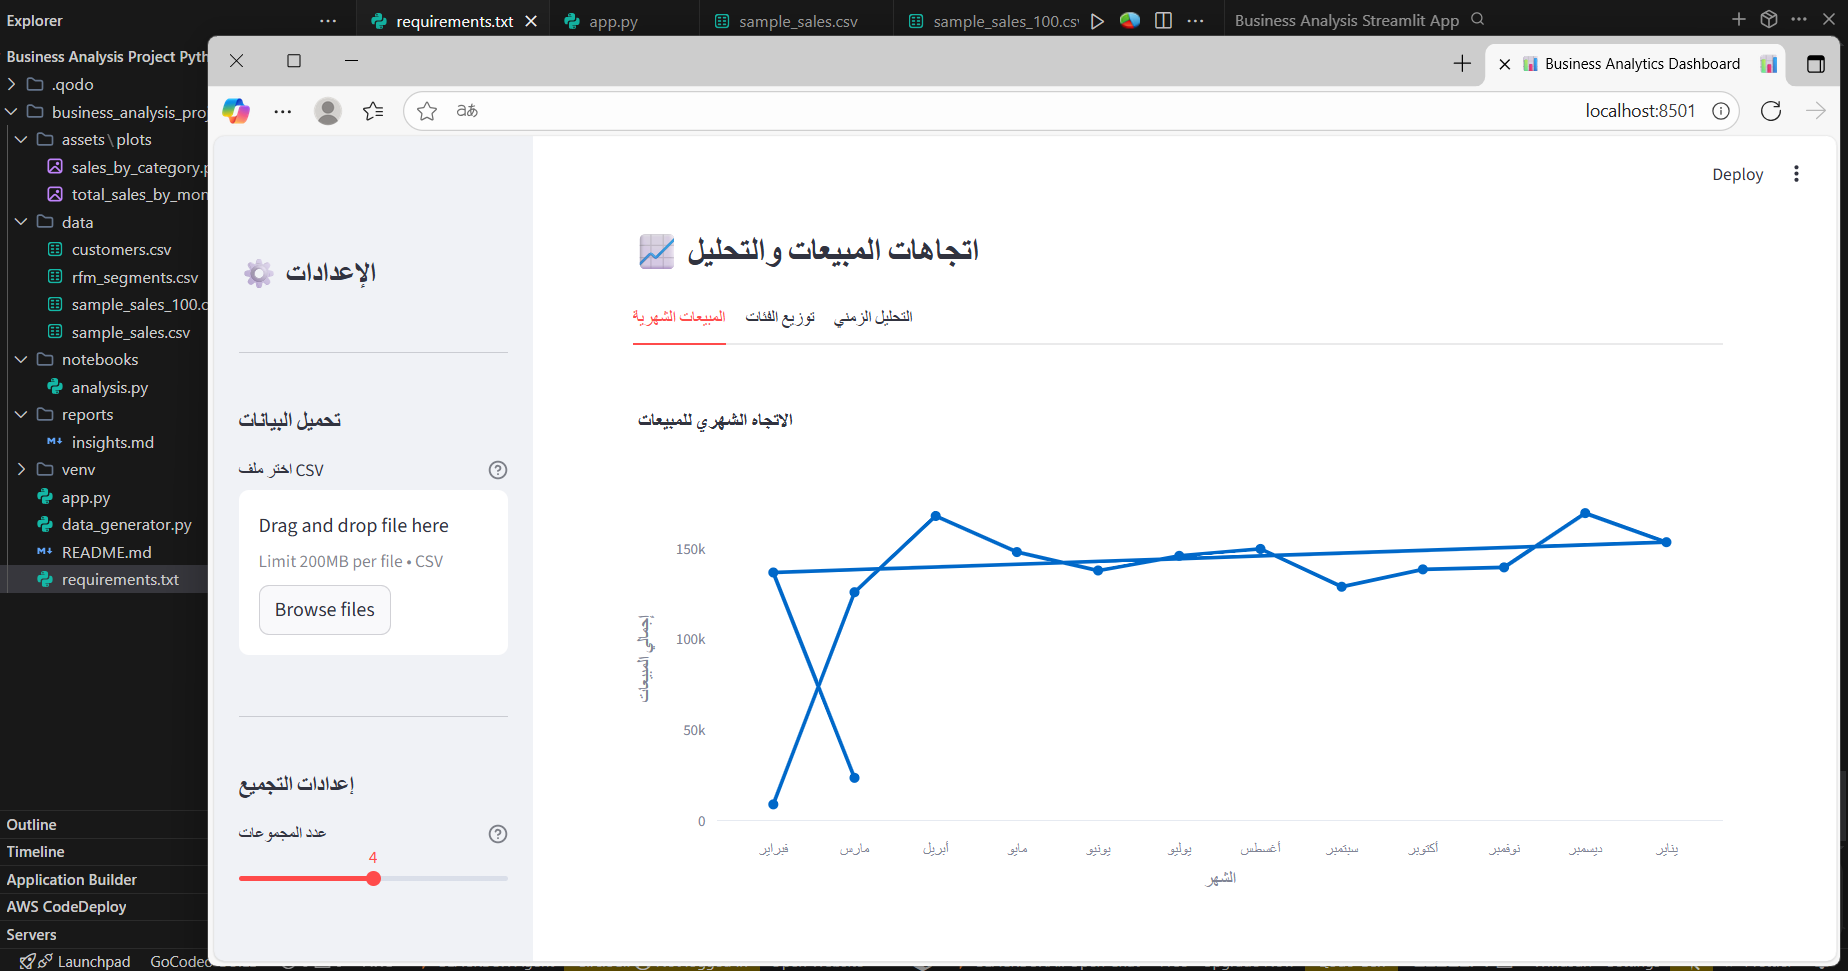 Explorer
requirements.txt
app.py
sample_sales.csv
sample_sales_100.csv
Business Analysis Streamlit App
Business Analysis Project Pyth
.qodo
business_analysis_proj
assets\plots
sales_by_category.p
total_sales_by_mon
data
customers.csv
rfm_segments.csv
sample_sales_100.c
sample_sales.csv
notebooks
analysis.py
reports
insights.md
venv
app.py
data_generator.py
README.md
requirements.txt
Outline
Timeline
Application Builder
AWS CodeDeploy
Servers
Launchpad
Business Analytics Dashboard
localhost:8501
Deploy
الإعدادات
تحميل البيانات
اختر ملف CSV
Drag and drop file here
Limit 200MB per file • CSV
Browse files
إعدادات التجميع
عدد المجموعات
4
اتجاهات المبيعات والتحليل
المبيعات الشهرية
توزيع الفئات
التحليل الزمني
الاتجاه الشهري للمبيعات
إجمالي المبيعات
150k
100k
50k
0
فبراير
مارس
أبريل
مايو
يونيو
يوليو
أغسطس
سبتمبر
أكتوبر
نوفمبر
ديسمبر
يناير
الشهر